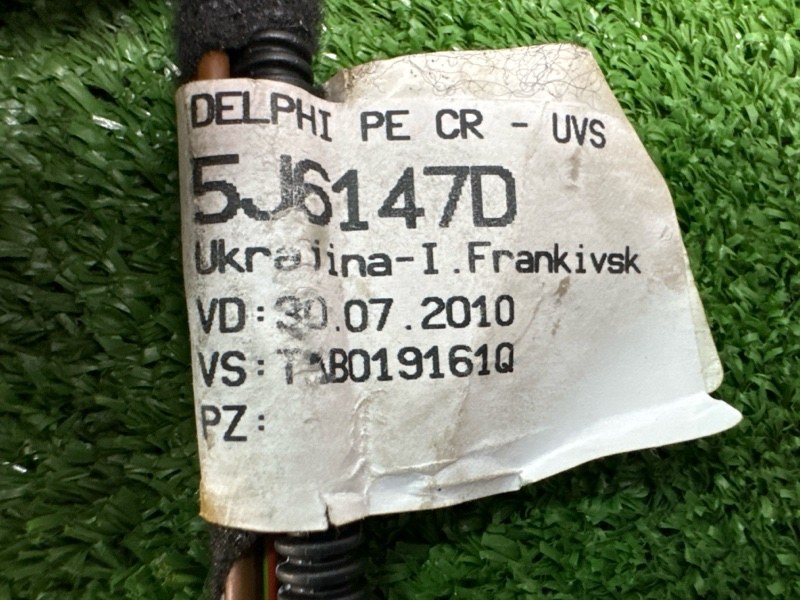 DELPHI PE CR - UVS
5J6147D
Ukrajina-I.Frankivsk
VD: 30.07.2010
VS: TAB019161Q
PZ: